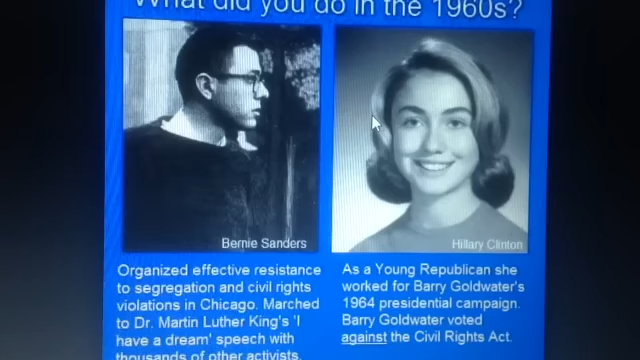 What did you do in the 1960s?
Bernie Sanders
Hillary Clinton
Organized effective resistance
to segregation and civil rights
violations in Chicago. Marched
to Dr. Martin Luther King's 'I
have a dream' speech with
thousands of other activists.
As a Young Republican she
worked for Barry Goldwater's
1964 presidential campaign.
Barry Goldwater voted
against the Civil Rights Act.